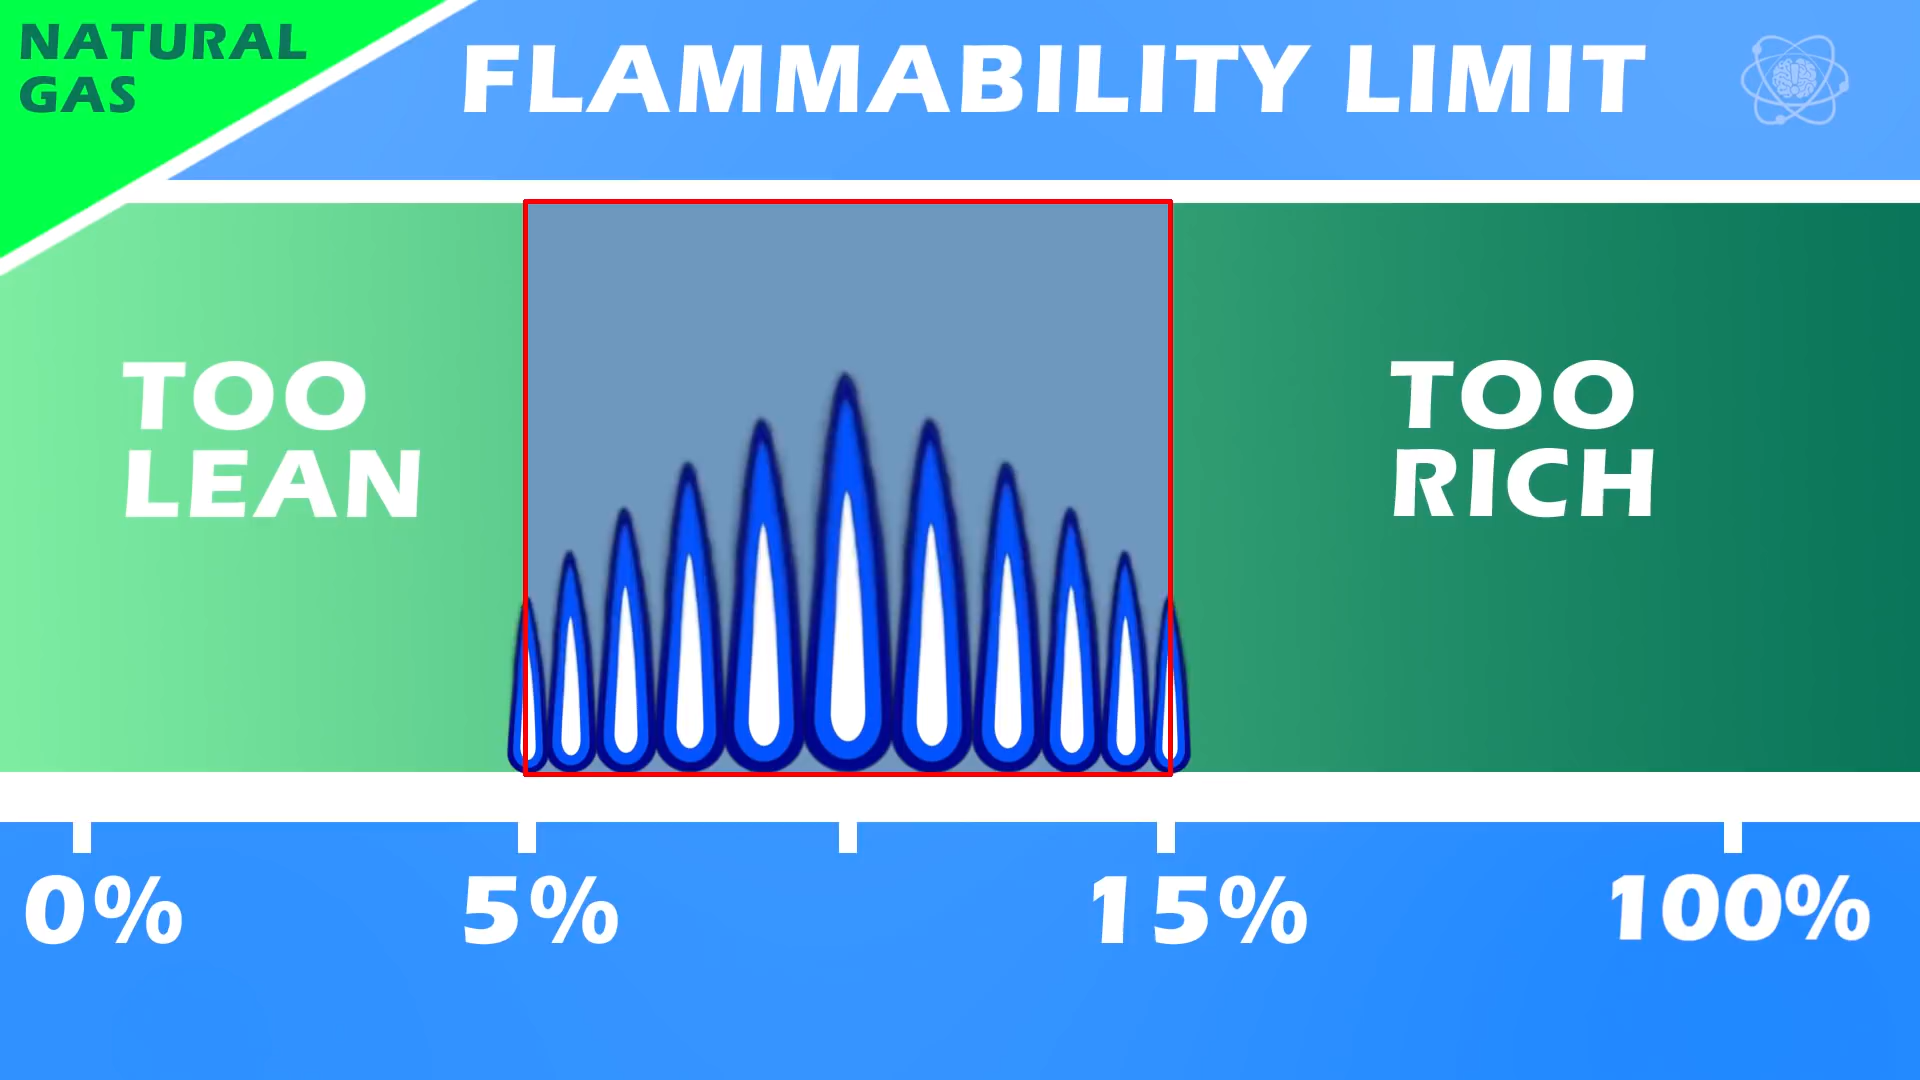 NATURAL
GAS
FLAMMABILITY LIMIT
TOO
LEAN
TOO
RICH
0%
5%
15%
100%